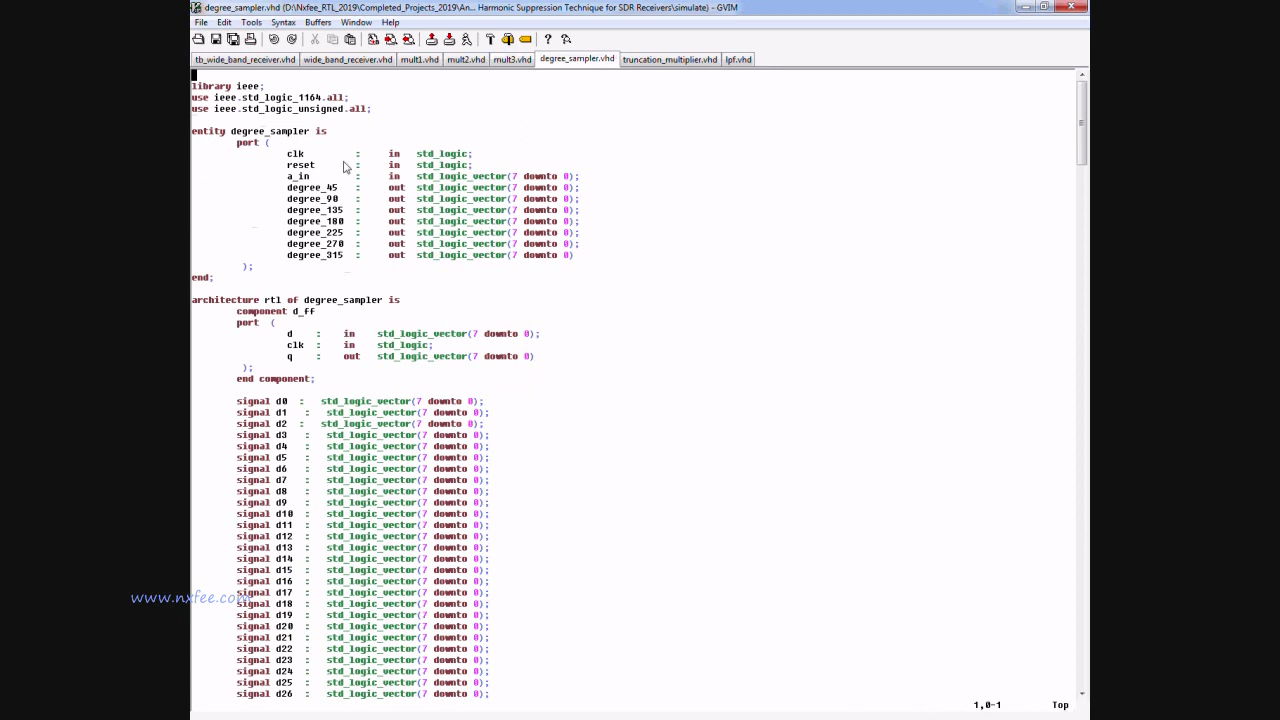 degree_sampler.vhd (D:\Nxfee_RTL_2019\Completed_Projects_2019\An... Harmonic Suppression Technique for SDR Receivers\simulate) - GVIM
File Edit Tools Syntax Buffers Window Help
tb_wide_band_receiver.vhd wide_band_receiver.vhd mult1.vhd mult2.vhd mult3.vhd degree_sampler.vhd truncation_multiplier.vhd lpf.vhd
library ieee;
use ieee.std_logic_1164.all;
use ieee.std_logic_unsigned.all;
entity degree_sampler is
port (
clk : in std_logic;
reset : in std_logic;
a_in : in std_logic_vector(7 downto 0);
degree_45 : out std_logic_vector(7 downto 0);
degree_90 : out std_logic_vector(7 downto 0);
degree_135 : out std_logic_vector(7 downto 0);
degree_180 : out std_logic_vector(7 downto 0);
degree_225 : out std_logic_vector(7 downto 0);
degree_270 : out std_logic_vector(7 downto 0);
degree_315 : out std_logic_vector(7 downto 0)
);
end;
architecture rtl of degree_sampler is
component d_ff
port (
d : in std_logic_vector(7 downto 0);
clk : in std_logic;
q : out std_logic_vector(7 downto 0)
);
end component;
signal d0 : std_logic_vector(7 downto 0);
signal d1 : std_logic_vector(7 downto 0);
signal d2 : std_logic_vector(7 downto 0);
signal d3 : std_logic_vector(7 downto 0);
signal d4 : std_logic_vector(7 downto 0);
signal d5 : std_logic_vector(7 downto 0);
signal d6 : std_logic_vector(7 downto 0);
signal d7 : std_logic_vector(7 downto 0);
signal d8 : std_logic_vector(7 downto 0);
signal d9 : std_logic_vector(7 downto 0);
signal d10 : std_logic_vector(7 downto 0);
signal d11 : std_logic_vector(7 downto 0);
signal d12 : std_logic_vector(7 downto 0);
signal d13 : std_logic_vector(7 downto 0);
signal d14 : std_logic_vector(7 downto 0);
signal d15 : std_logic_vector(7 downto 0);
signal d16 : std_logic_vector(7 downto 0);
signal d17 : std_logic_vector(7 downto 0);
www.nxfee.com
signal d18 : std_logic_vector(7 downto 0);
signal d19 : std_logic_vector(7 downto 0);
signal d20 : std_logic_vector(7 downto 0);
signal d21 : std_logic_vector(7 downto 0);
signal d22 : std_logic_vector(7 downto 0);
signal d23 : std_logic_vector(7 downto 0);
signal d24 : std_logic_vector(7 downto 0);
signal d25 : std_logic_vector(7 downto 0);
signal d26 : std_logic_vector(7 downto 0);
1,0-1 Top